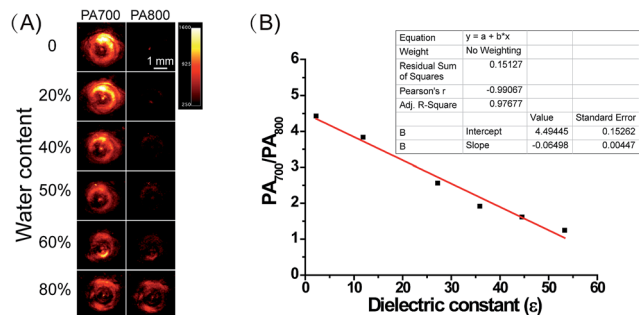 (A)
PA700 PA800
Water content
0
20%
40%
50%
60%
80%
1 mm
1600
925
250
(B)
PA700/PA800
6
5
4
3
2
1
0
0 10 20 30 40 50 60
Dielectric constant (ε)
Equation y = a + b*x
Weight No Weighting
Residual Sum of Squares 0.15127
Pearson's r -0.99067
Adj. R-Square 0.97677
Value Standard Error
B Intercept 4.49445 0.15262
B Slope -0.06498 0.00447